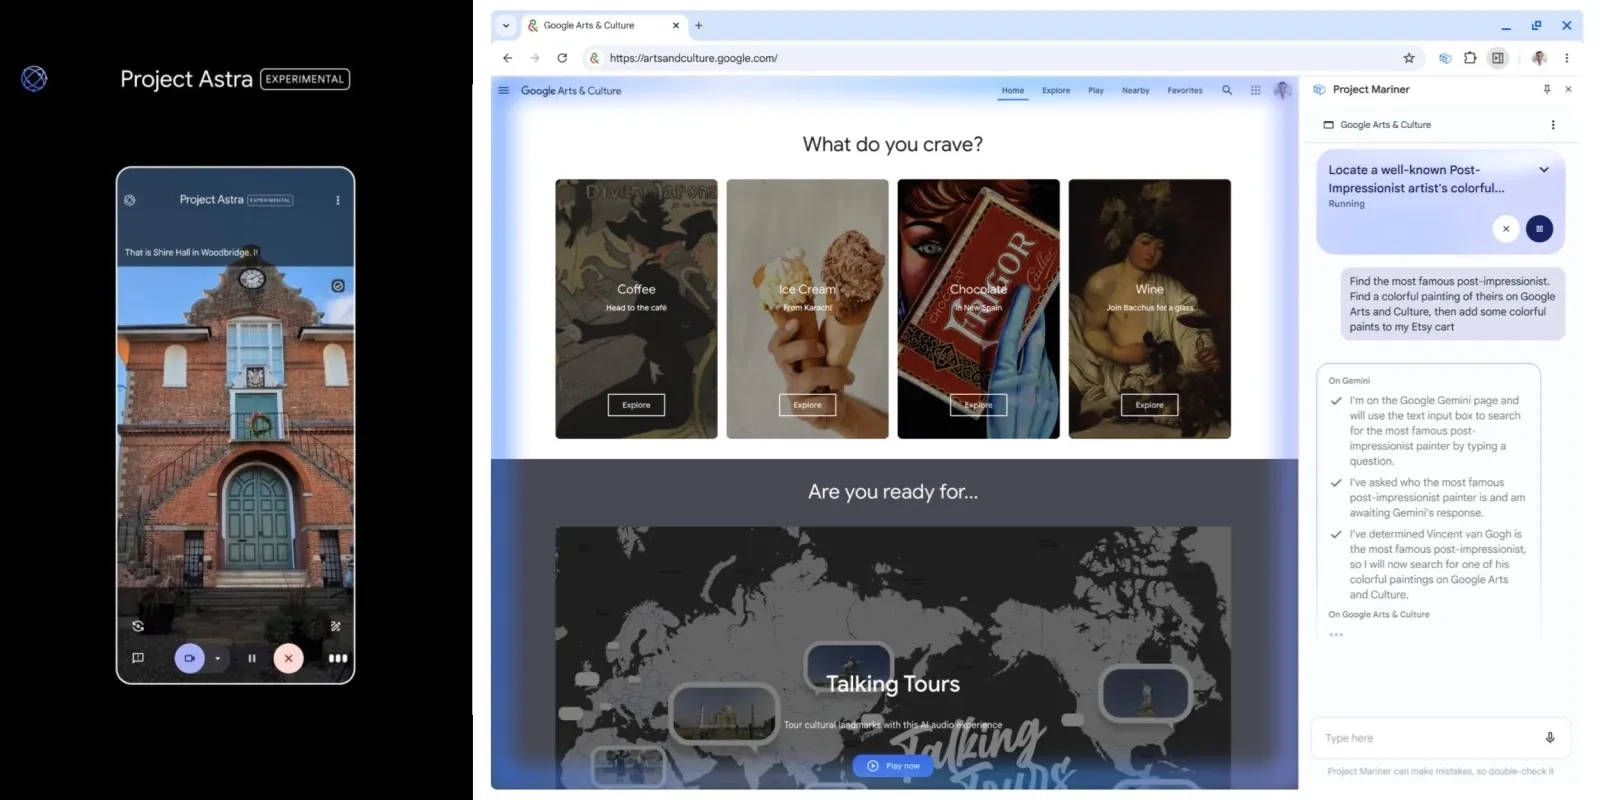 Project Astra EXPERIMENTAL
Project Astra EXPERIMENTAL
That is Shire Hall in Woodbridge. It
Google Arts & Culture
https://artsandculture.google.com/
Google Arts & Culture
Home Explore Play Nearby Favorites
What do you crave?
DIVAN JAPONAIS
Coffee
Head to the café
Explore
Ice Cream
From Karachi
Explore
CHOCOLAT
FRIGOR
Cailler
Chocolate
In New Spain
Explore
Wine
Join Bacchus for a glass
Explore
Are you ready for...
Talking Tours
Tour cultural landmarks with this AI audio experience
Talking
Tours
Play now
Project Mariner
Google Arts & Culture
Locate a well-known Post-
Impressionist artist's colorful...
Running
Find the most famous post-impressionist.
Find a colorful painting of theirs on Google
Arts and Culture, then add some colorful
paints to my Etsy cart
On Gemini
I'm on the Google Gemini page and
will use the text input box to search
for the most famous post-
impressionist painter by typing a
question.
I've asked who the most famous
post-impressionist painter is and am
awaiting Gemini's response.
I've determined Vincent van Gogh is
the most famous post-impressionist,
so I will now search for one of his
colorful paintings on Google Arts
and Culture.
On Google Arts & Culture
Type here
Project Mariner can make mistakes, so double-check it